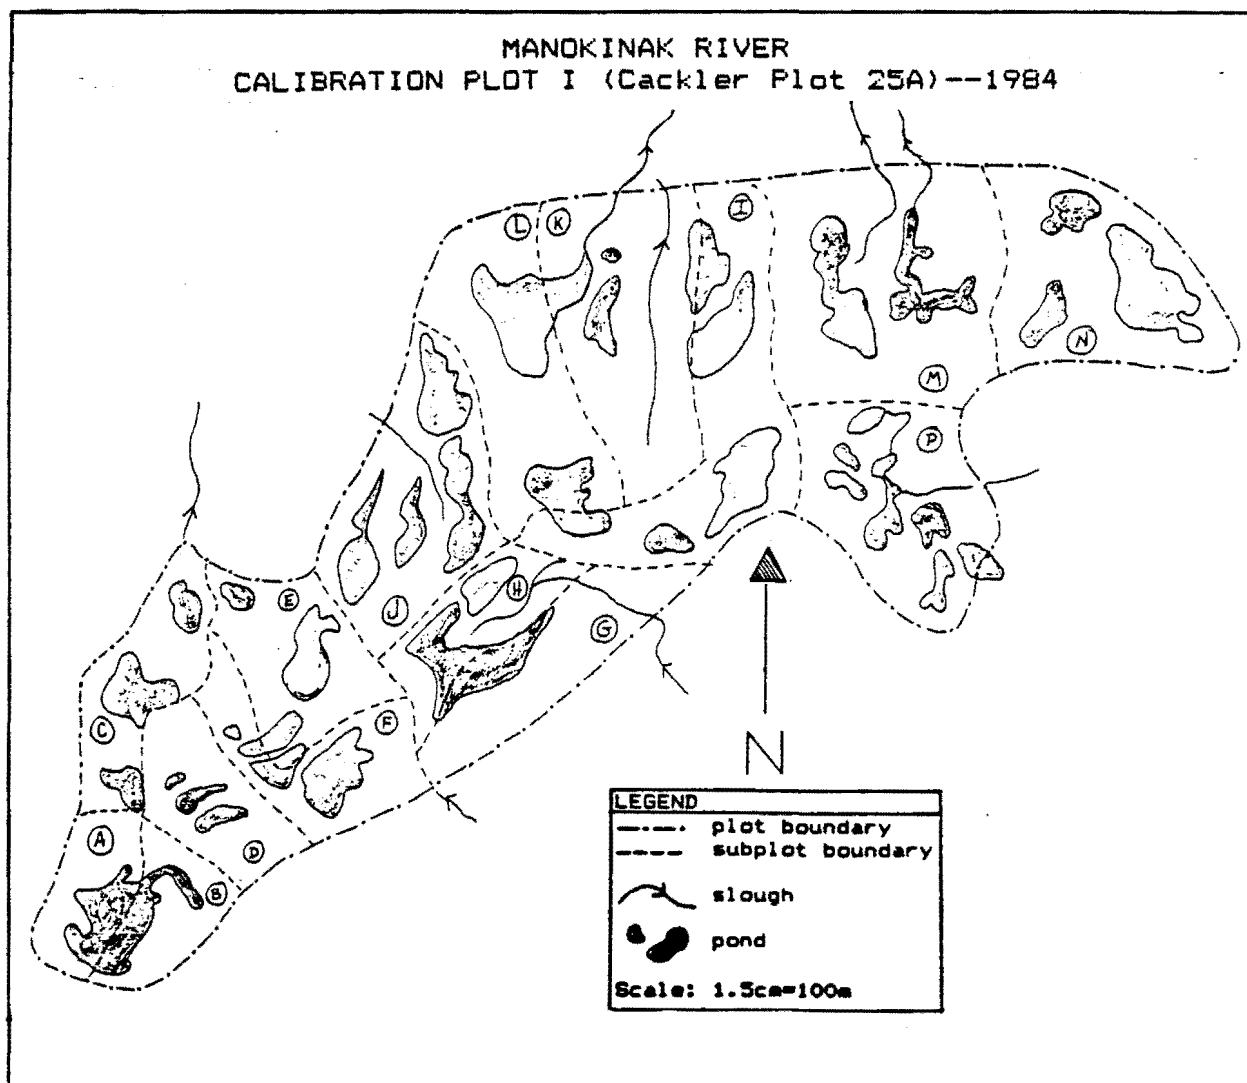 MANOKINAK RIVER
CALIBRATION PLOT I (Cackler Plot 25A)--1984
L K I
N
M
P
E
H
J
G
C
F
A
D
B
N
LEGEND
plot boundary
subplot boundary
slough
pond
Scale: 1.5cm=100m